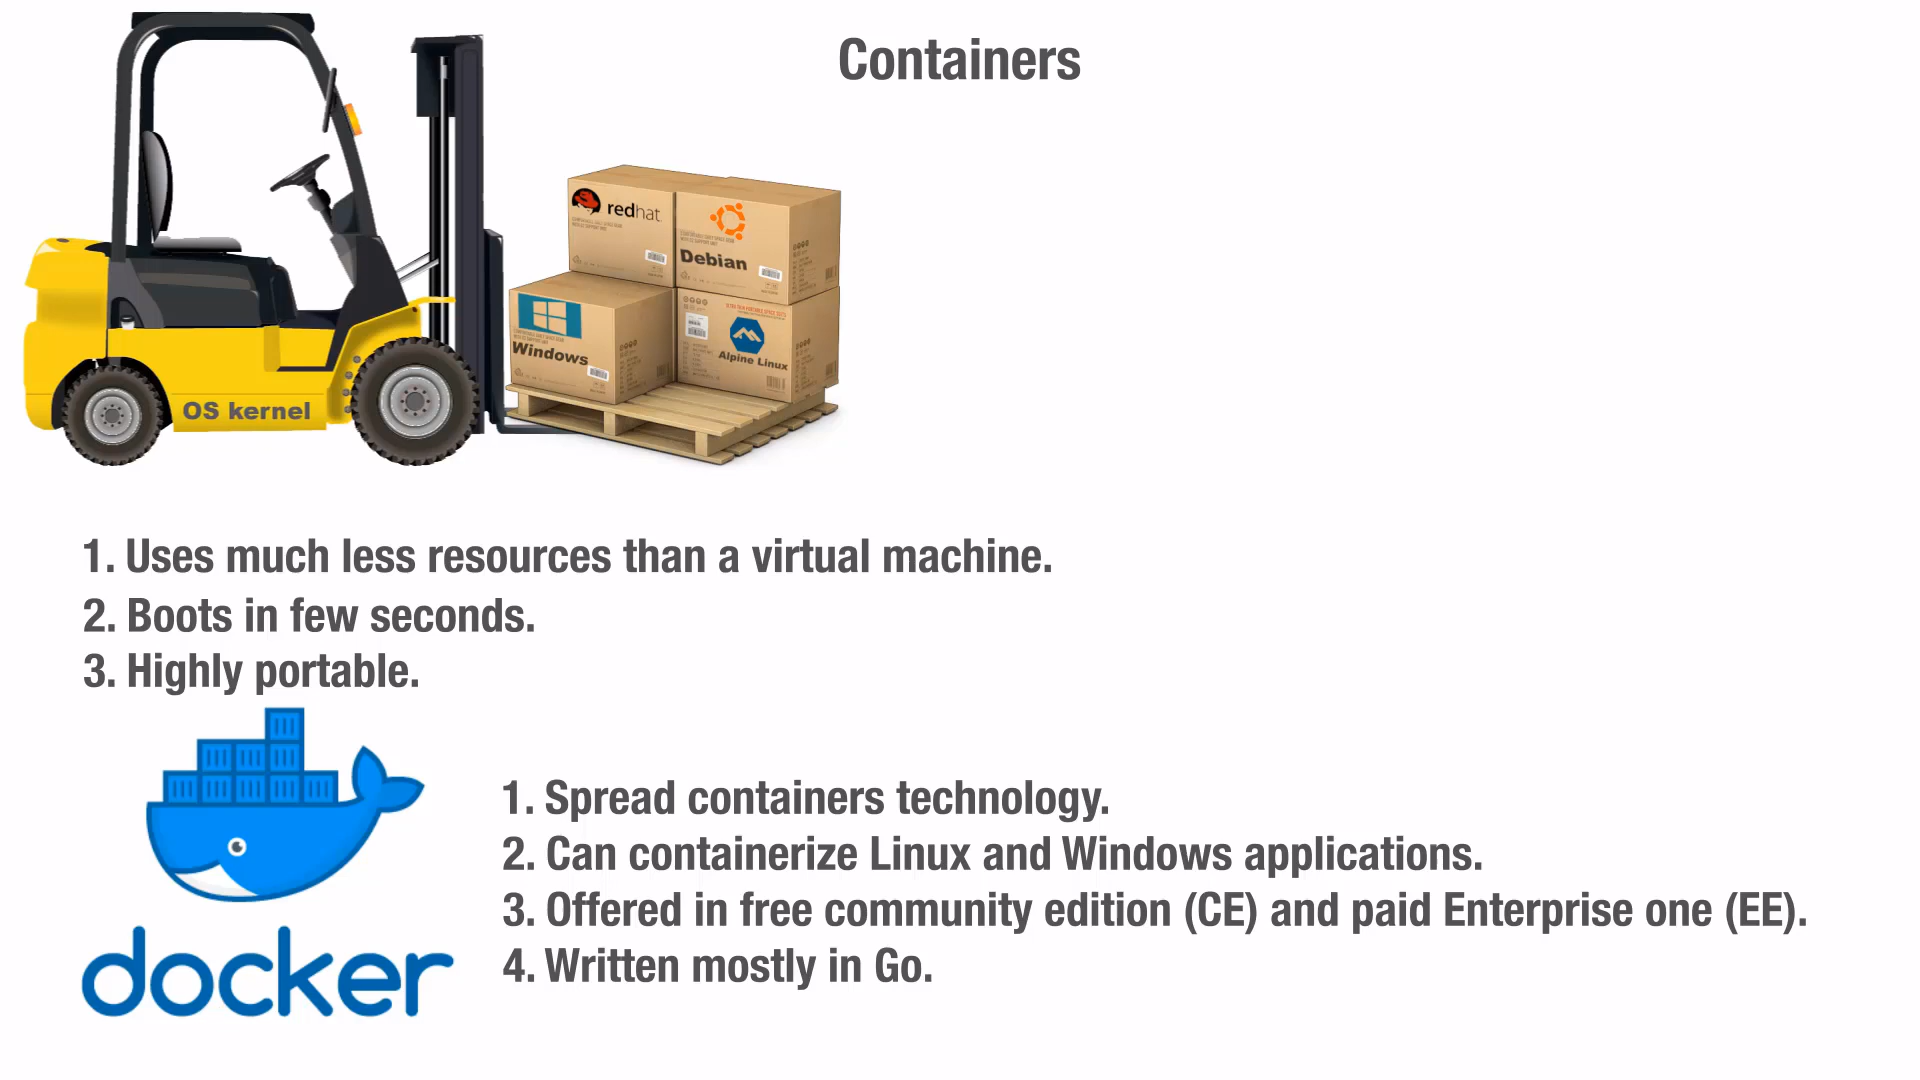 Containers
redhat
Debian
Windows
Alpine Linux
OS kernel
1. Uses much less resources than a virtual machine.
2. Boots in few seconds.
3. Highly portable.
docker
1. Spread containers technology.
2. Can containerize Linux and Windows applications.
3. Offered in free community edition (CE) and paid Enterprise one (EE).
4. Written mostly in Go.